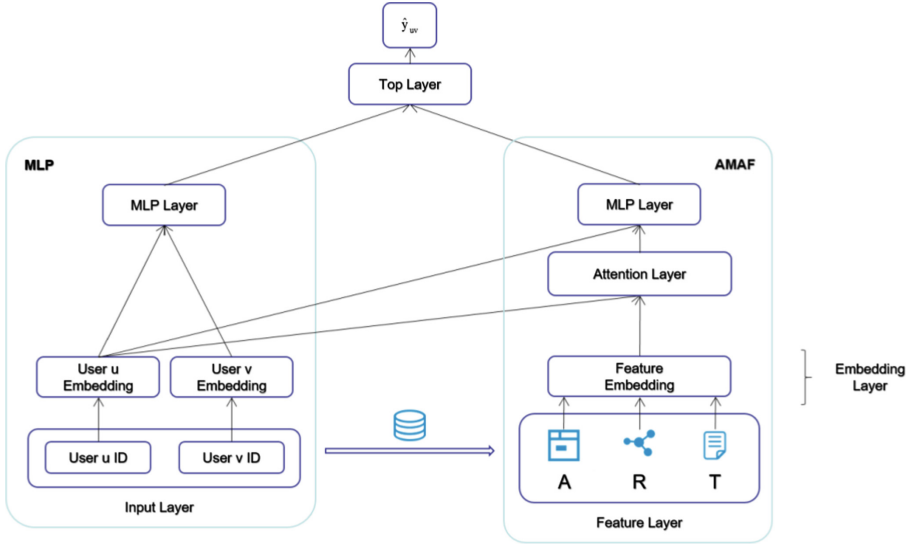 ŷuv
Top Layer
MLP
AMAF
MLP Layer
MLP Layer
Attention Layer
User u
Embedding
User v
Embedding
Feature
Embedding
Embedding
Layer
User u ID
User v ID
A
R
T
Input Layer
Feature Layer